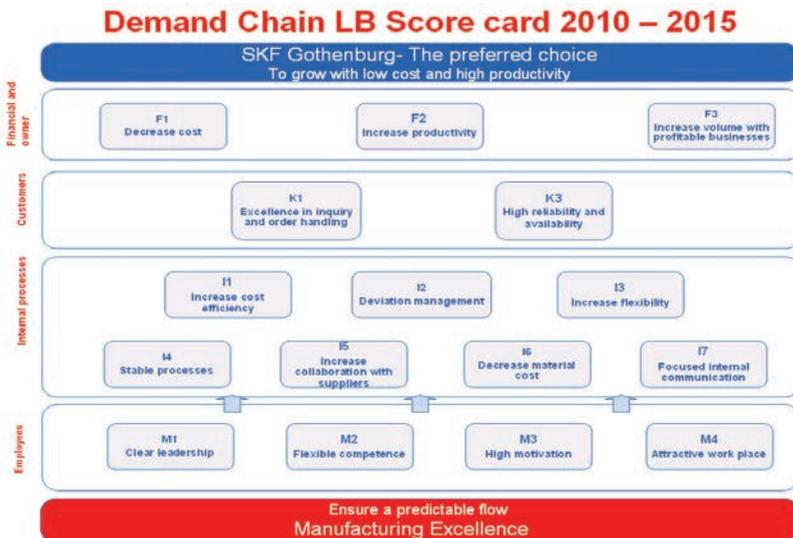 Demand Chain LB Score card 2010 – 2015
SKF Gothenburg- The preferred choice
To grow with low cost and high productivity
Financial and
owner
F1
Decrease cost
F2
Increase productivity
F3
Increase volume with
profitable businesses
Customers
K1
Excellence in inquiry
and order handling
K3
High reliability and
availability
Internal processes
I1
Increase cost
efficiency
I2
Deviation management
I3
Increase flexibility
I4
Stable processes
I5
Increase
collaboration with
suppliers
I6
Decrease material
cost
I7
Focused internal
communication
Employees
M1
Clear leadership
M2
Flexible competence
M3
High motivation
M4
Attractive work place
Ensure a predictable flow
Manufacturing Excellence